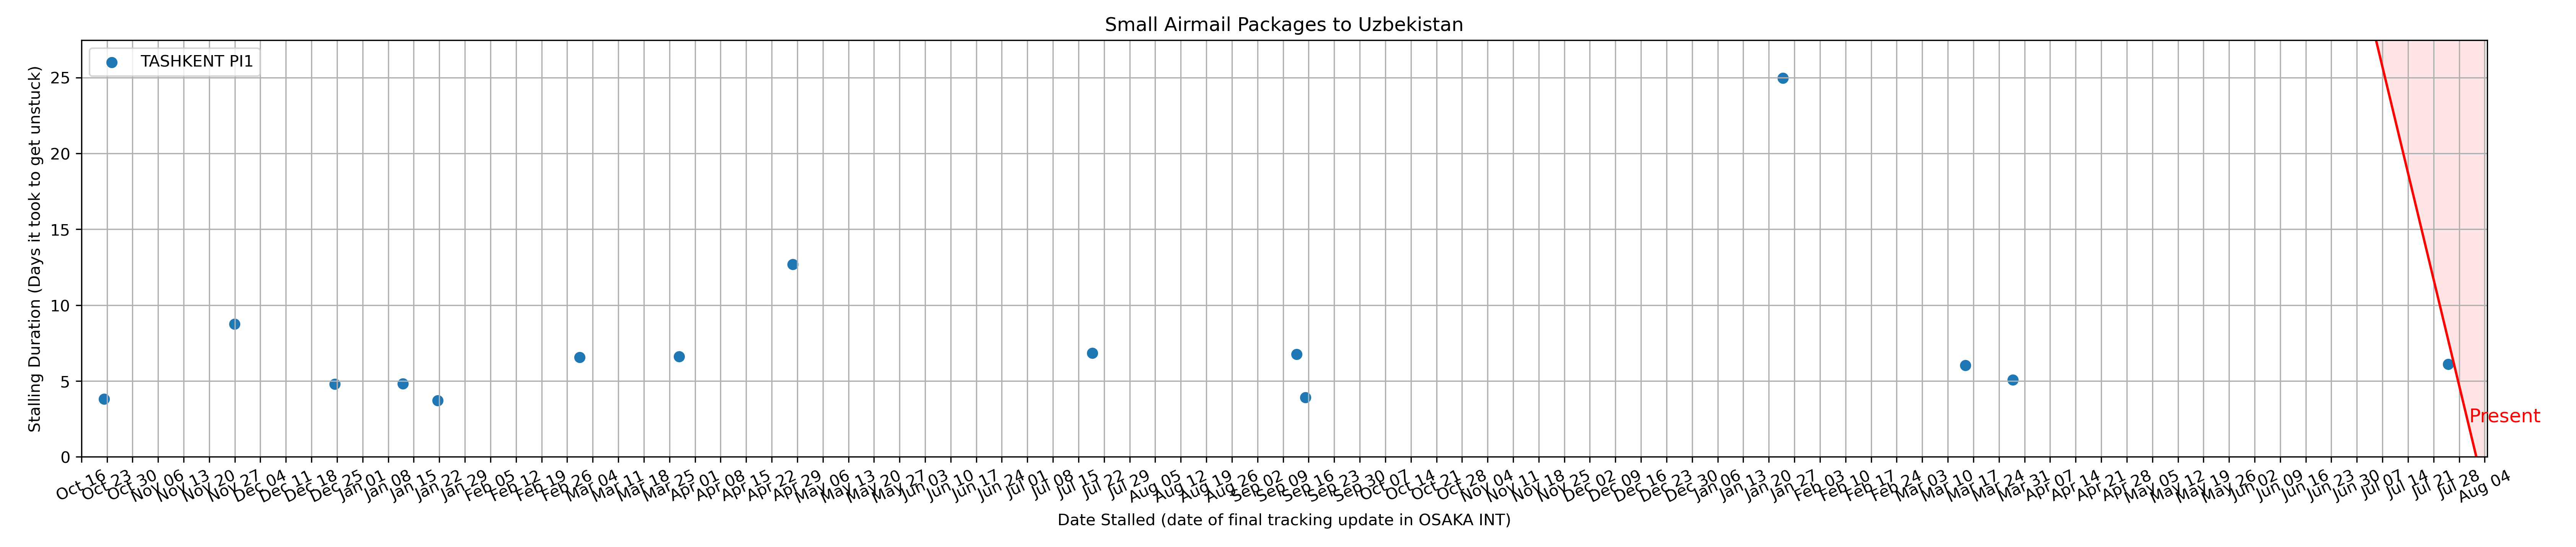 Small Airmail Packages to Uzbekistan
TASHKENT PI1
Stalling Duration (Days it took to get unstuck)
25
20
15
10
5
0
Present
Oct 16 Oct 23 Oct 30 Nov 06 Nov 13 Nov 20 Nov 27 Dec 04 Dec 11 Dec 18 Dec 25 Jan 01 Jan 08 Jan 15 Jan 22 Jan 29 Feb 05 Feb 12 Feb 19 Feb 26 Mar 04 Mar 11 Mar 18 Mar 25 Apr 01 Apr 08 Apr 15 Apr 22 Apr 29 May 06 May 13 May 20 May 27 Jun 03 Jun 10 Jun 17 Jun 24 Jul 01 Jul 08 Jul 15 Jul 22 Jul 29 Aug 05 Aug 12 Aug 19 Aug 26 Sep 02 Sep 09 Sep 16 Sep 23 Sep 30 Oct 07 Oct 14 Oct 21 Oct 28 Nov 04 Nov 11 Nov 18 Nov 25 Dec 02 Dec 09 Dec 16 Dec 23 Dec 30 Jan 06 Jan 13 Jan 20 Jan 27 Feb 03 Feb 10 Feb 17 Feb 24 Mar 03 Mar 10 Mar 17 Mar 24 Mar 31 Apr 07 Apr 14 Apr 21 Apr 28 May 05 May 12 May 19 May 26 Jun 02 Jun 09 Jun 16 Jun 23 Jun 30 Jul 07 Jul 14 Jul 21 Jul 28 Aug 04
Date Stalled (date of final tracking update in OSAKA INT)